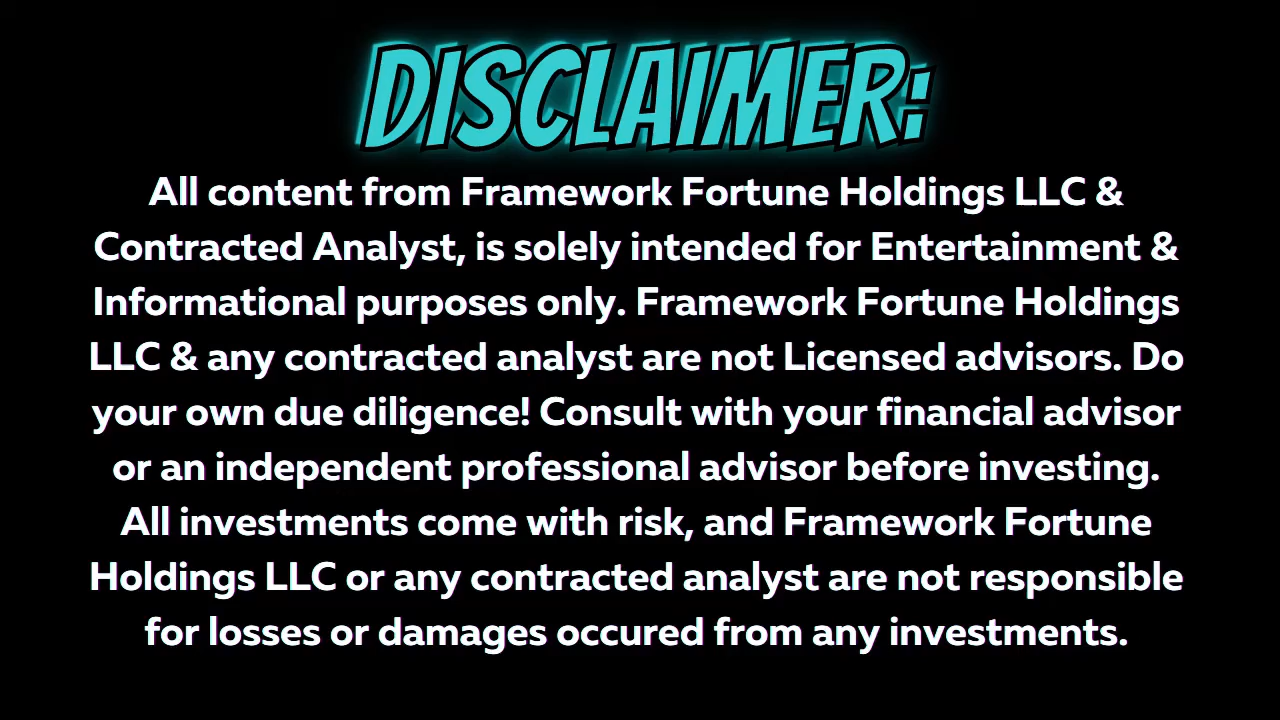 DISCLAIMER:
All content from Framework Fortune Holdings LLC &
Contracted Analyst, is solely intended for Entertainment &
Informational purposes only. Framework Fortune Holdings
LLC & any contracted analyst are not Licensed advisors. Do
your own due diligence! Consult with your financial advisor
or an independent professional advisor before investing.
All investments come with risk, and Framework Fortune
Holdings LLC or any contracted analyst are not responsible
for losses or damages occured from any investments.